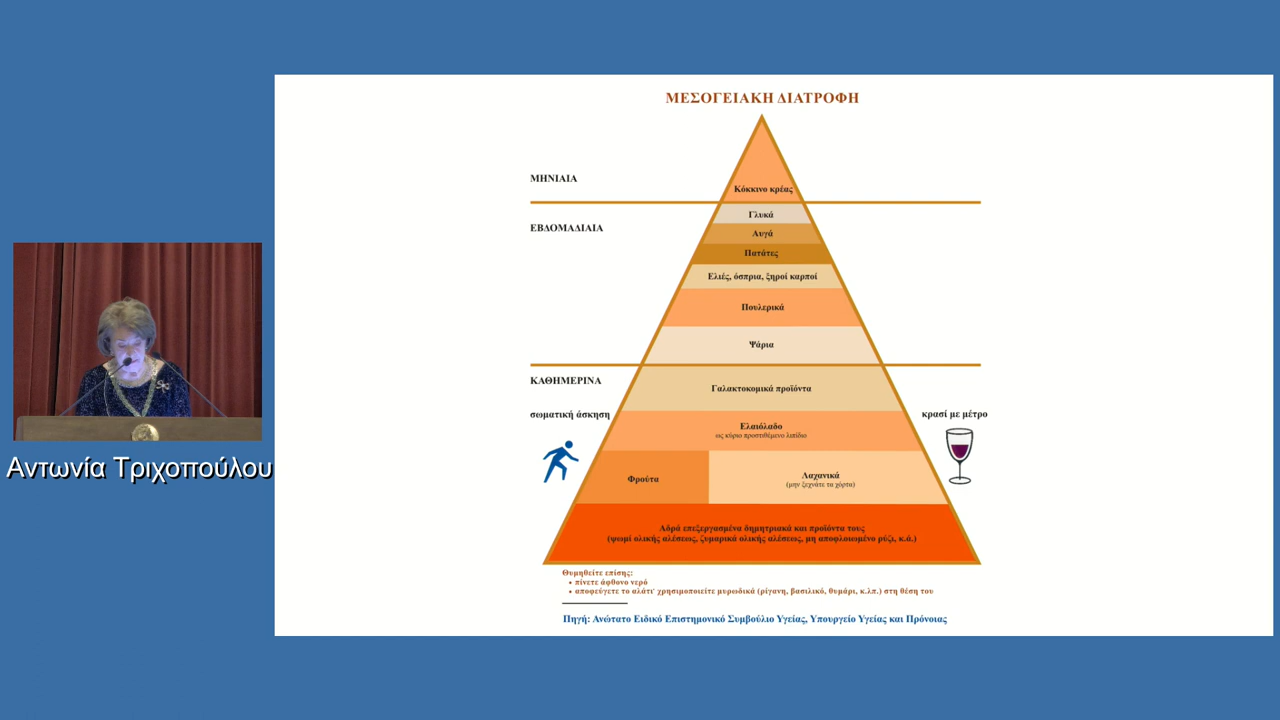 ΜΕΣΟΓΕΙΑΚΗ ΔΙΑΤΡΟΦΗ
ΜΗΝΙΑΙΑ
Κόκκινο κρέας
ΕΒΔΟΜΑΔΙΑΙΑ
Γλυκά
Αυγά
Πατάτες
Ελιές, όσπρια, ξηροί καρποί
Πουλερικά
Ψάρια
ΚΑΘΗΜΕΡΙΝΑ
Γαλακτοκομικά προϊόντα
σωματική άσκηση
κρασί με μέτρο
Ελαιόλαδο
ως κύριο προστιθέμενο λιπίδιο
Φρούτα
Λαχανικά
(μην ξεχνάτε τα χόρτα)
Αδρά επεξεργασμένα δημητριακά και προϊόντα τους
(ψωμί ολικής αλέσεως, ζυμαρικά ολικής αλέσεως, μη αποφλοιωμένο ρύζι, κ.ά.)
Θυμηθείτε επίσης:
• πίνετε άφθονο νερό
• αποφεύγετε το αλάτι· χρησιμοποιείτε μυρωδικά (ρίγανη, βασιλικό, θυμάρι, κ.λπ.) στη θέση του
Πηγή: Ανώτατο Ειδικό Επιστημονικό Συμβούλιο Υγείας, Υπουργείο Υγείας και Πρόνοιας
Αντωνία Τριχοπούλου